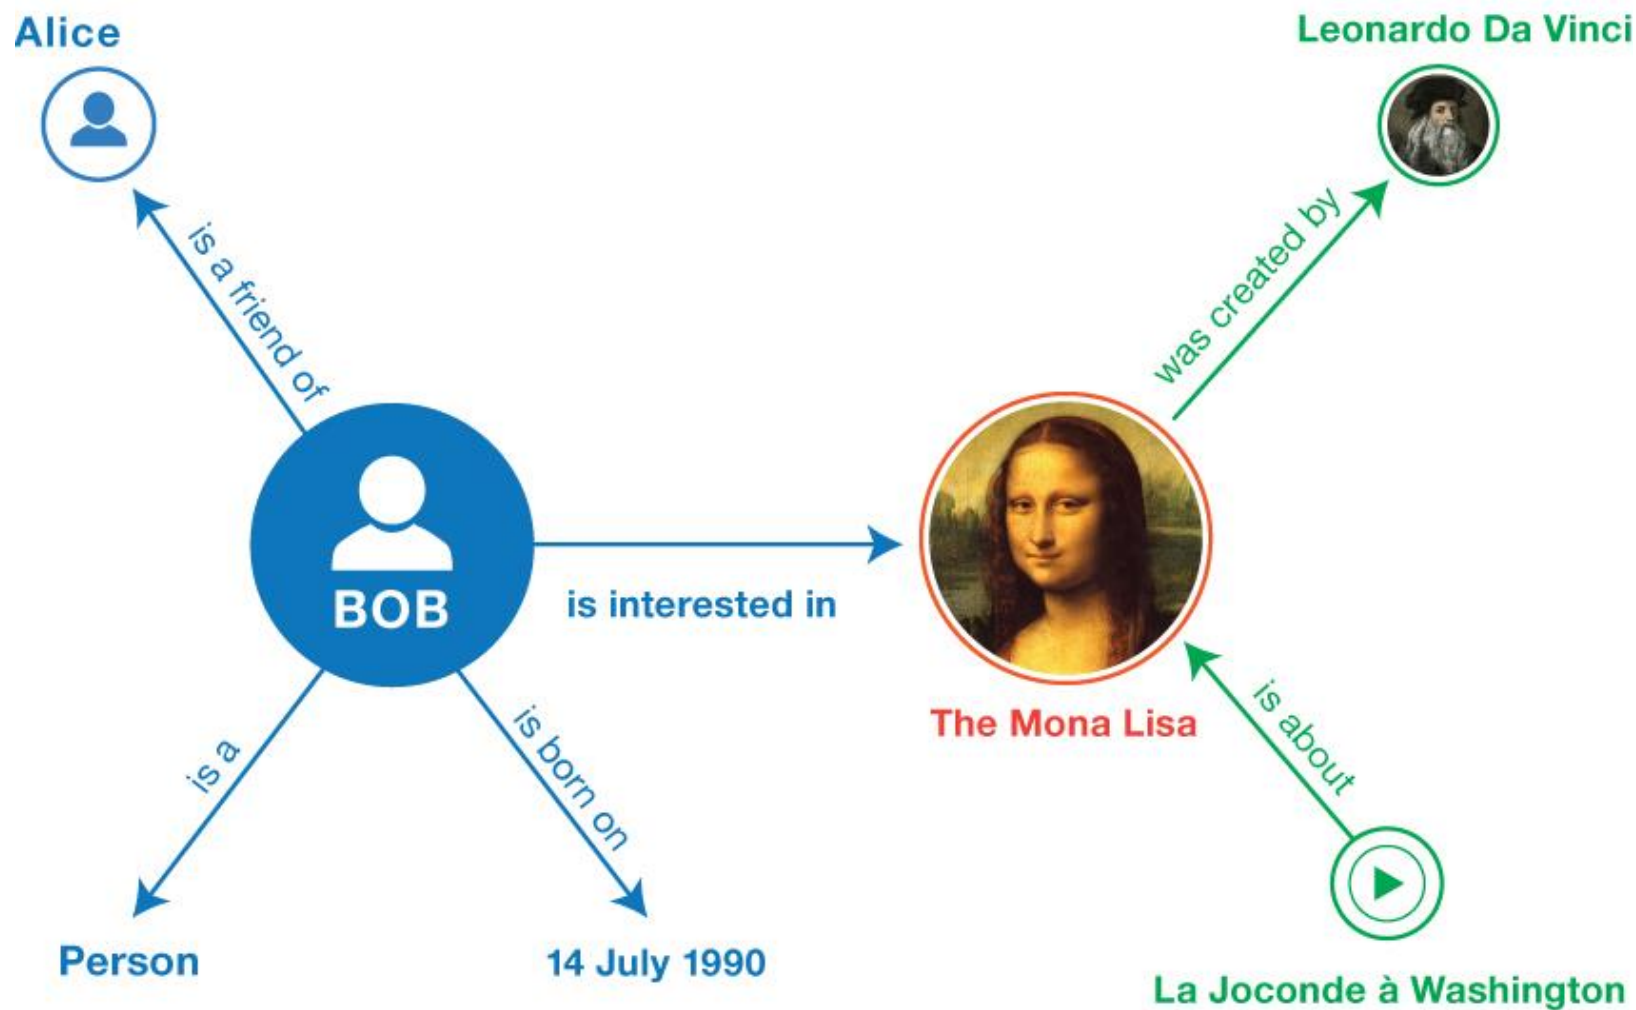 Alice
Leonardo Da Vinci
is a friend of
was created by
BOB
is interested in
The Mona Lisa
is a
is born on
is about
Person
14 July 1990
La Joconde à Washington